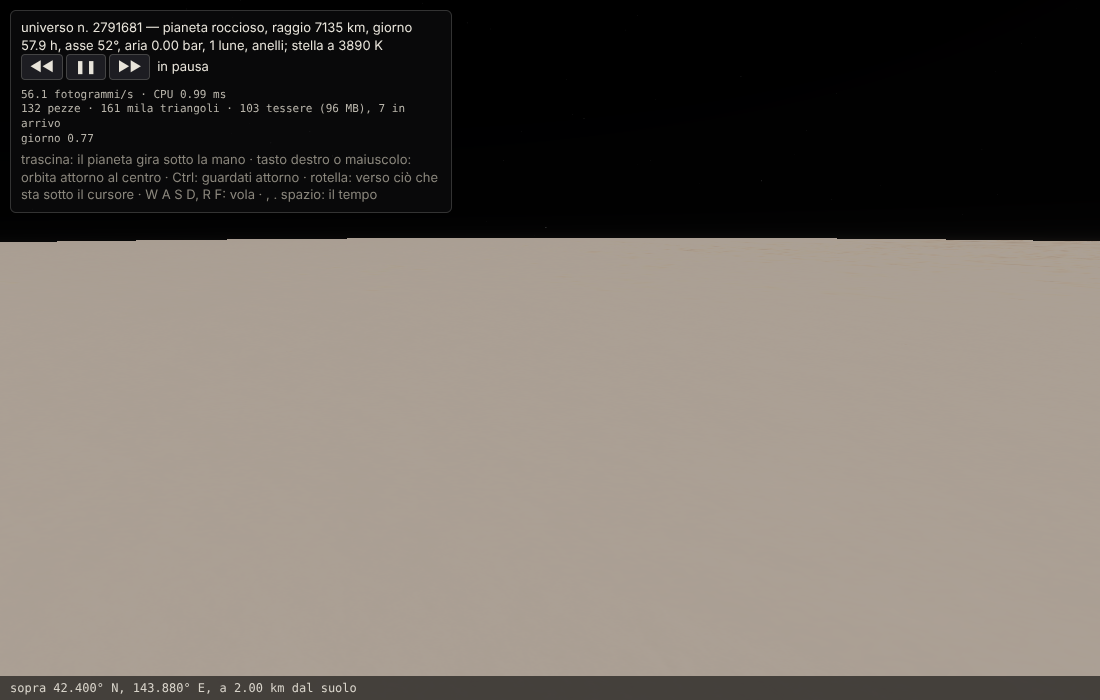 universo n. 2791681 — pianeta roccioso, raggio 7135 km, giorno
57.9 h, asse 52°, aria 0.00 bar, 1 lune, anelli; stella a 3890 K
in pausa
56.1 fotogrammi/s · CPU 0.99 ms
132 pezze · 161 mila triangoli · 103 tessere (96 MB), 7 in
arrivo
giorno 0.77
trascina: il pianeta gira sotto la mano · tasto destro o maiuscolo:
orbita attorno al centro · Ctrl: guardati attorno · rotella: verso ciò che
sta sotto il cursore · W A S D, R F: vola · , . spazio: il tempo
sopra 42.400° N, 143.880° E, a 2.00 km dal suolo